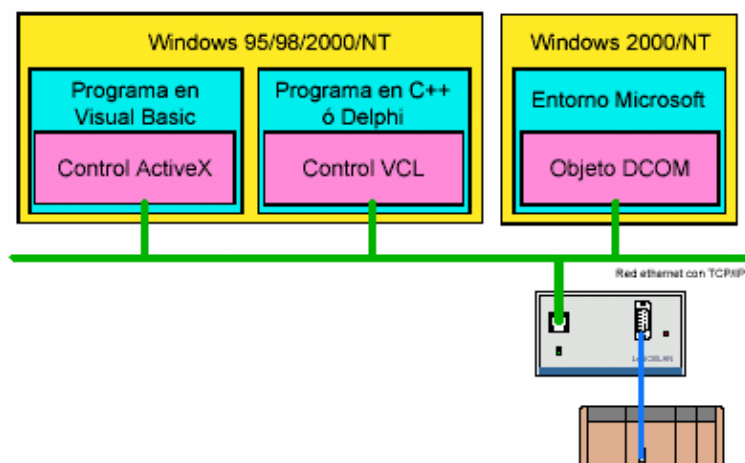 Windows 95/98/2000/NT
Windows 2000/NT
Programa en
Visual Basic
Programa en C++
ó Delphi
Entorno Microsoft
Control ActiveX
Control VCL
Objeto DCOM
Red ethernet con TCP/IP